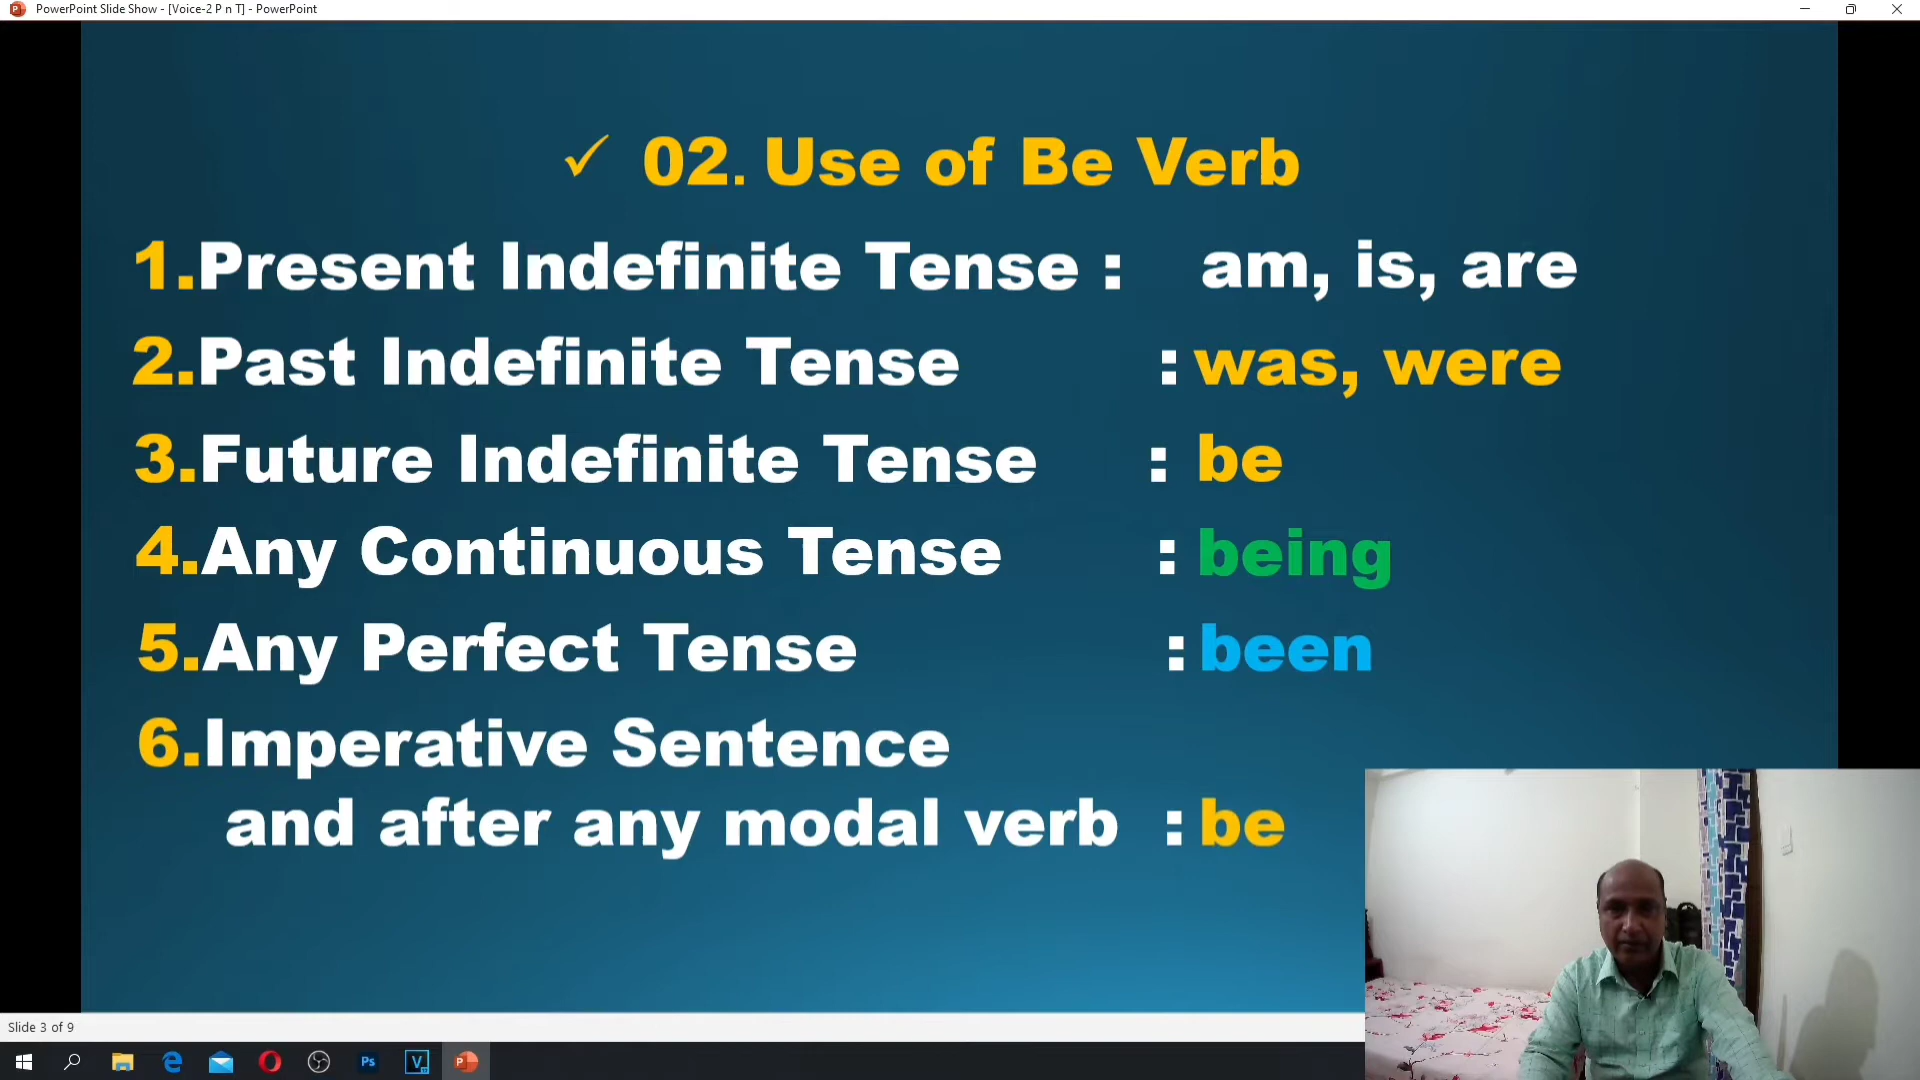 PowerPoint Slide Show - [Voice-2 P n T] - PowerPoint
✓ 02. Use of Be Verb
1.Present Indefinite Tense : am, is, are
2.Past Indefinite Tense : was, were
3.Future Indefinite Tense : be
4.Any Continuous Tense : being
5.Any Perfect Tense : been
6.Imperative Sentence
and after any modal verb : be
Slide 3 of 9
Ps
V
P